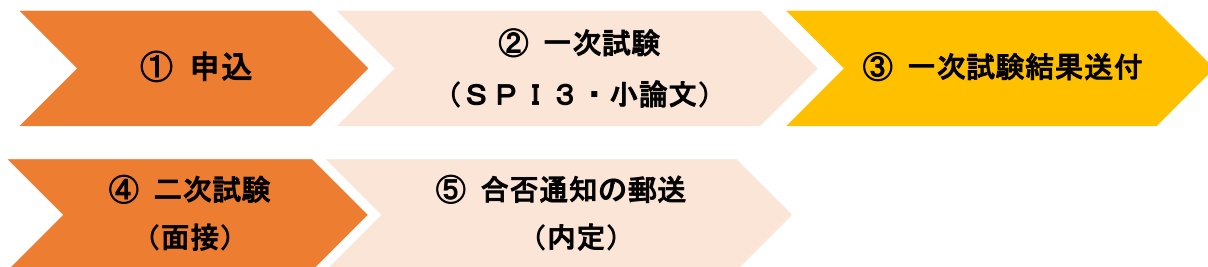 ① 申込
② 一次試験
（ＳＰＩ３・小論文）
③ 一次試験結果送付
④ 二次試験
（面接）
⑤ 合否通知の郵送
（内定）